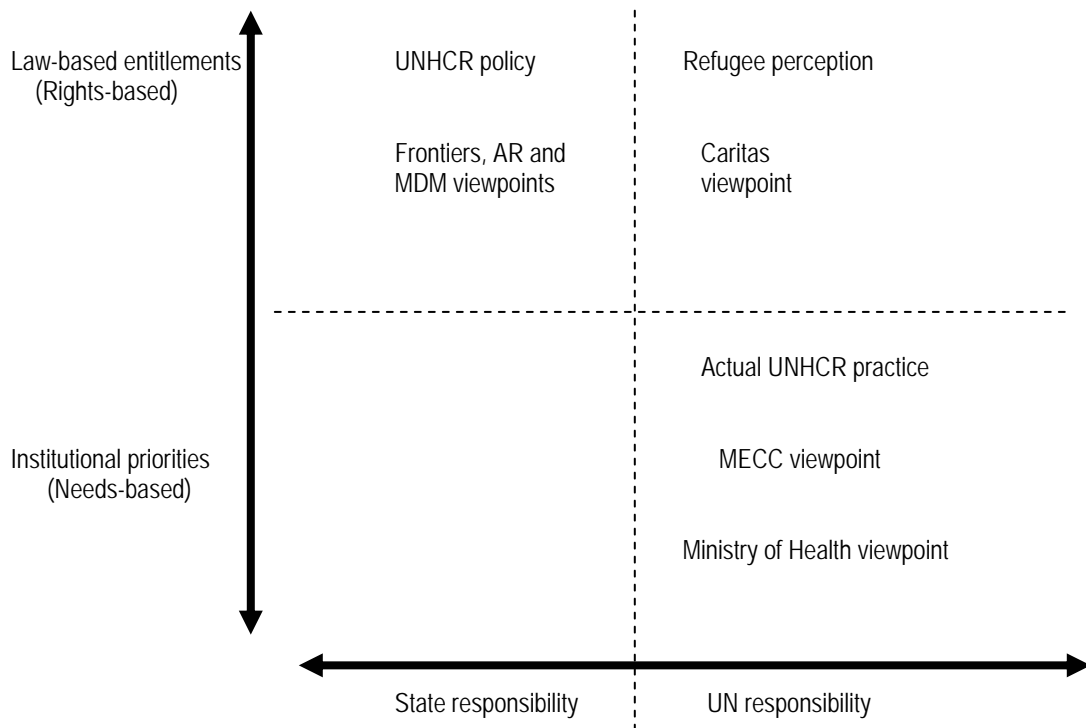 Law-based entitlements
(Rights-based)
UNHCR policy
Refugee perception
Frontiers, AR and
MDM viewpoints
Caritas
viewpoint
Actual UNHCR practice
Institutional priorities
(Needs-based)
MECC viewpoint
Ministry of Health viewpoint
State responsibility
UN responsibility